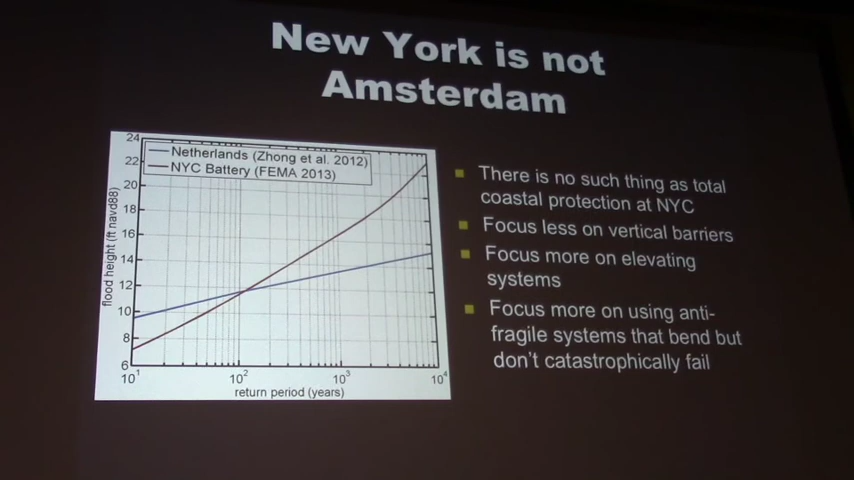 New York is not
Amsterdam
24
22
20
18
16
14
12
10
8
6
flood height (ft navd88)
Netherlands (Zhong et al. 2012)
NYC Battery (FEMA 2013)
10¹
10²
10³
10⁴
return period (years)
There is no such thing as total
coastal protection at NYC
Focus less on vertical barriers
Focus more on elevating
systems
Focus more on using anti-
fragile systems that bend but
don't catastrophically fail